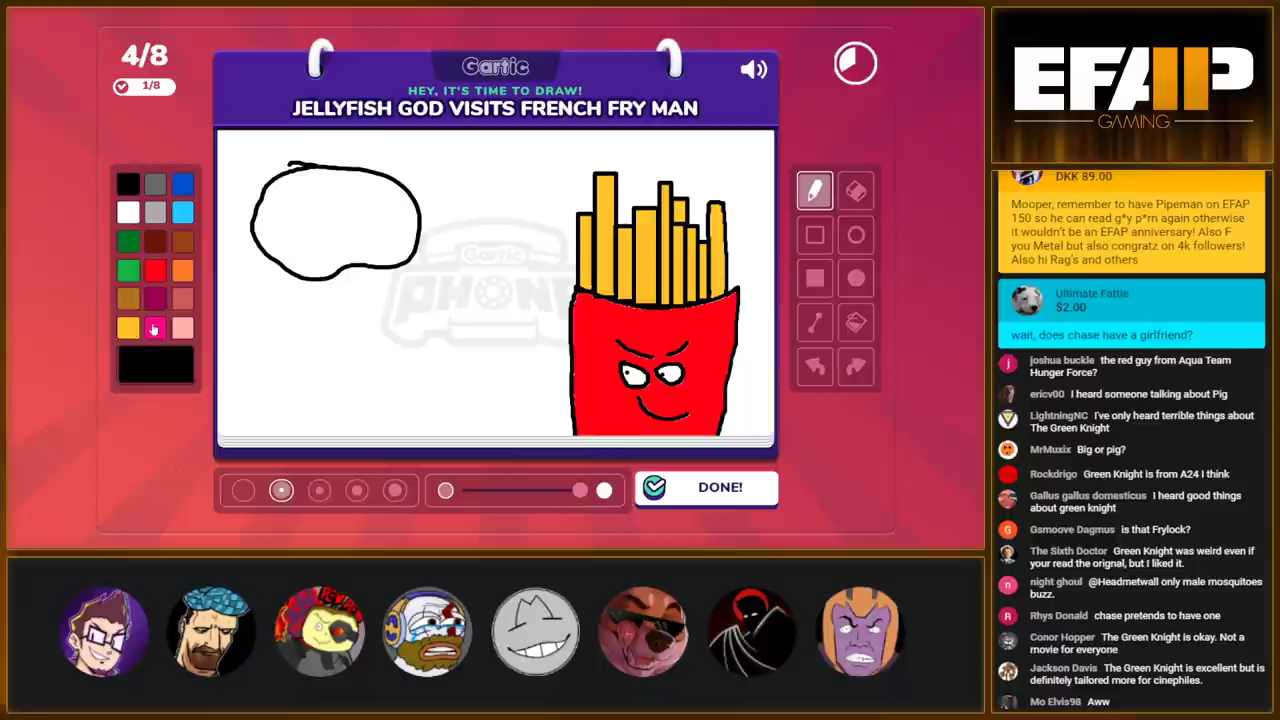 4/8
1/8
Gartic
HEY, IT'S TIME TO DRAW!
JELLYFISH GOD VISITS FRENCH FRY MAN
Gartic
PHONE
DONE!
EFAP
GAMING
DKK 89.00
Mooper, remember to have Pipeman on EFAP
150 so he can read g*y p*rn again otherwise
it wouldn't be an EFAP anniversary! Also F
you Metal but also congratz on 4k followers!
Also hi Rag's and others
Ultimate Fattie
$2.00
wait, does chase have a girlfriend?
joshua buckle the red guy from Aqua Team
Hunger Force?
ericv00 I heard someone talking about Pig
LightningNC I've only heard terrible things about
The Green Knight
MrMuxix Big or pig?
Rockdrigo Green Knight is from A24 I think
Gallus gallus domesticus I heard good things
about green knight
G
Gsmoove Dagmus is that Frylock?
The Sixth Doctor Green Knight was weird even if
your read the orignal, but I liked it.
n
night ghoul @Headmetwall only male mosquitoes
buzz.
R
Rhys Donald chase pretends to have one
Conor Hopper The Green Knight is okay. Not a
movie for everyone
Jackson Davis The Green Knight is excellent but is
definitely tailored more for cinephiles.
Mo Elvis98 Aww